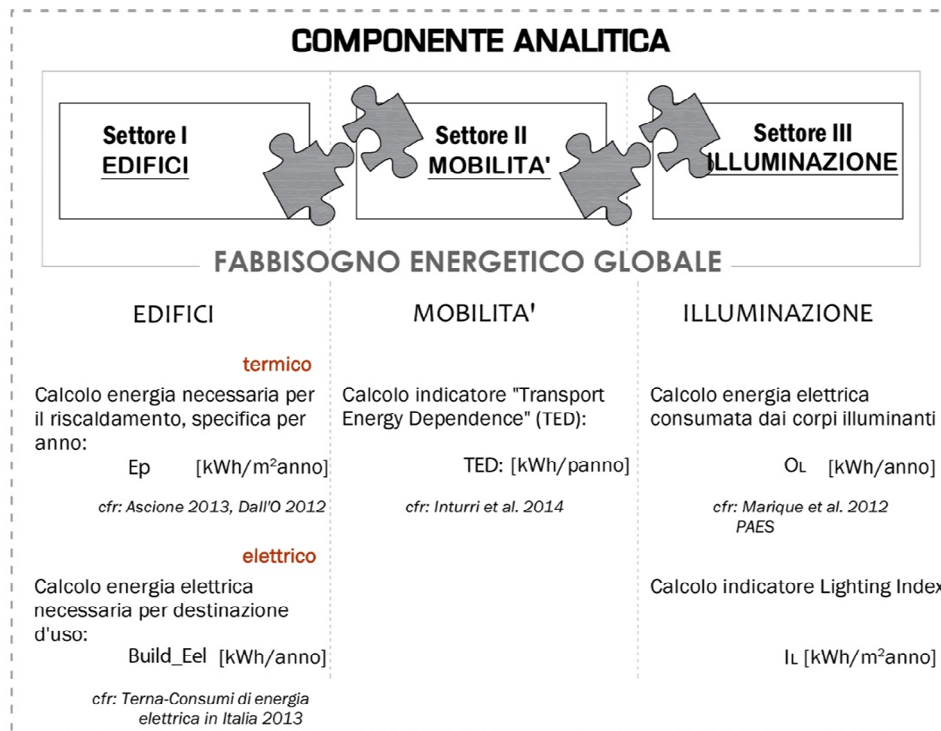 COMPONENTE ANALITICA
Settore I
EDIFICI
Settore II
MOBILITA'
Settore III
ILLUMINAZIONE
FABBISOGNO ENERGETICO GLOBALE
EDIFICI
termico
Calcolo energia necessaria per
il riscaldamento, specifica per
anno:
Ep [kWh/m²anno]
cfr: Ascione 2013, Dall'O 2012
elettrico
Calcolo energia elettrica
necessaria per destinazione
d'uso:
Build_Eel [kWh/anno]
cfr: Terna-Consumi di energia
elettrica in Italia 2013
MOBILITA'
Calcolo indicatore "Transport
Energy Dependence" (TED):
TED: [kWh/panno]
cfr: Inturri et al. 2014
ILLUMINAZIONE
Calcolo energia elettrica
consumata dai corpi illuminanti
OL [kWh/anno]
cfr: Marique et al. 2012
PAES
Calcolo indicatore Lighting Index
IL [kWh/m²anno]